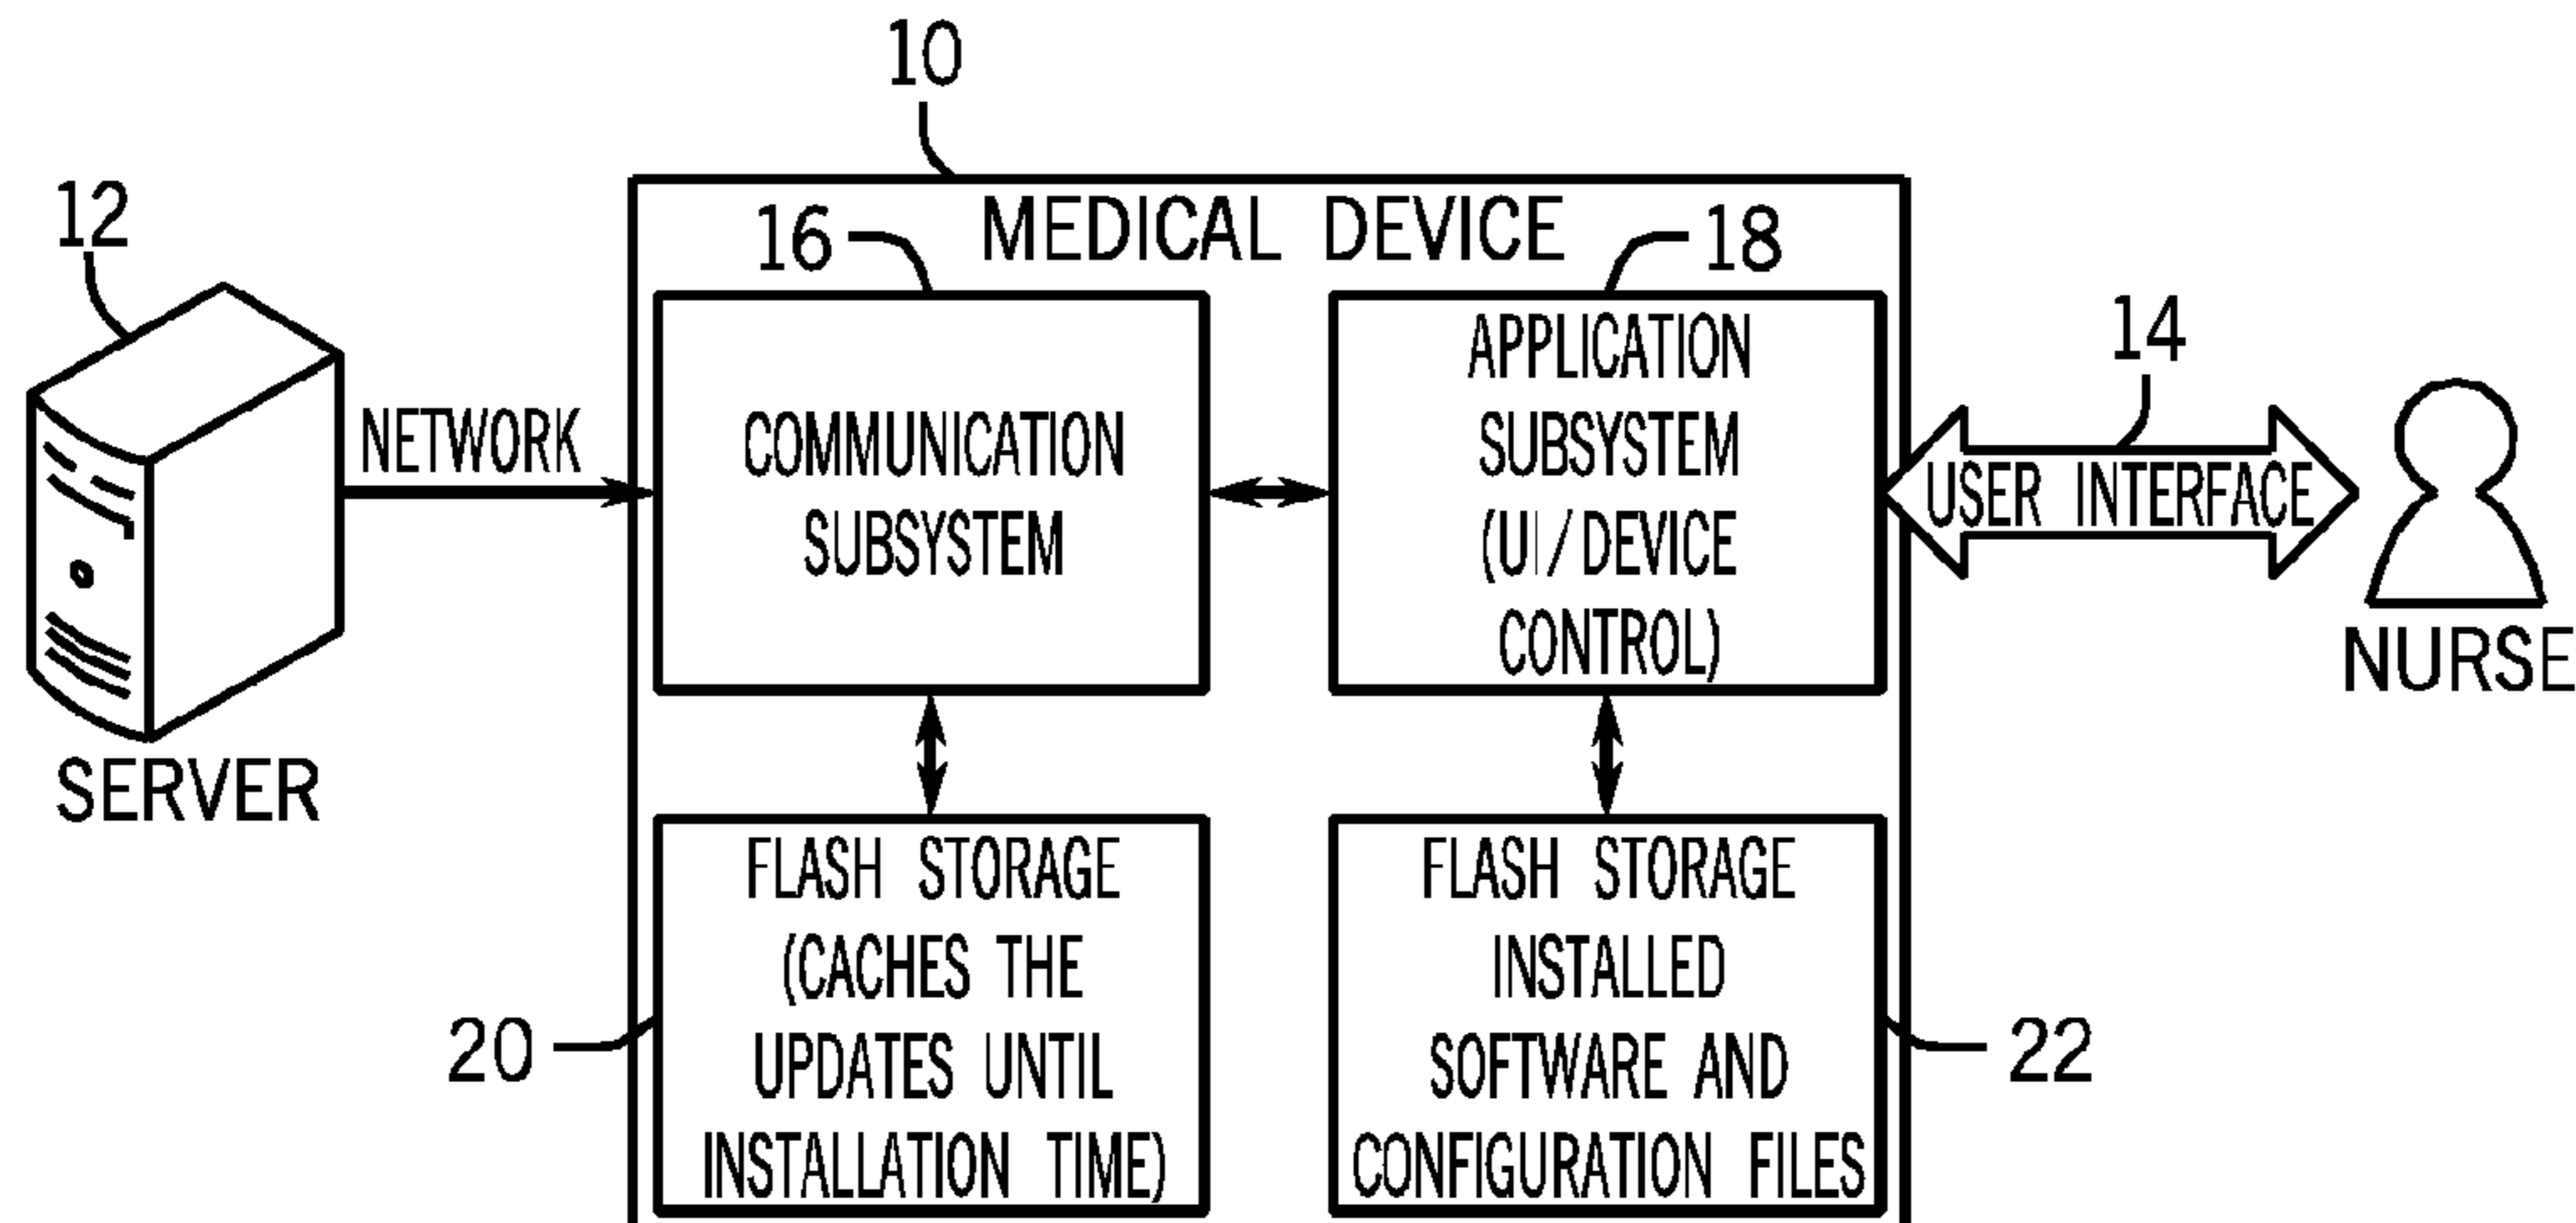 10
MEDICAL DEVICE
12
16
18
14
NETWORK
COMMUNICATION
SUBSYSTEM
APPLICATION
SUBSYSTEM
(UI/DEVICE
CONTROL)
USER INTERFACE
NURSE
SERVER
FLASH STORAGE
(CACHES THE
UPDATES UNTIL
INSTALLATION TIME)
20
FLASH STORAGE
INSTALLED
SOFTWARE AND
CONFIGURATION FILES
22